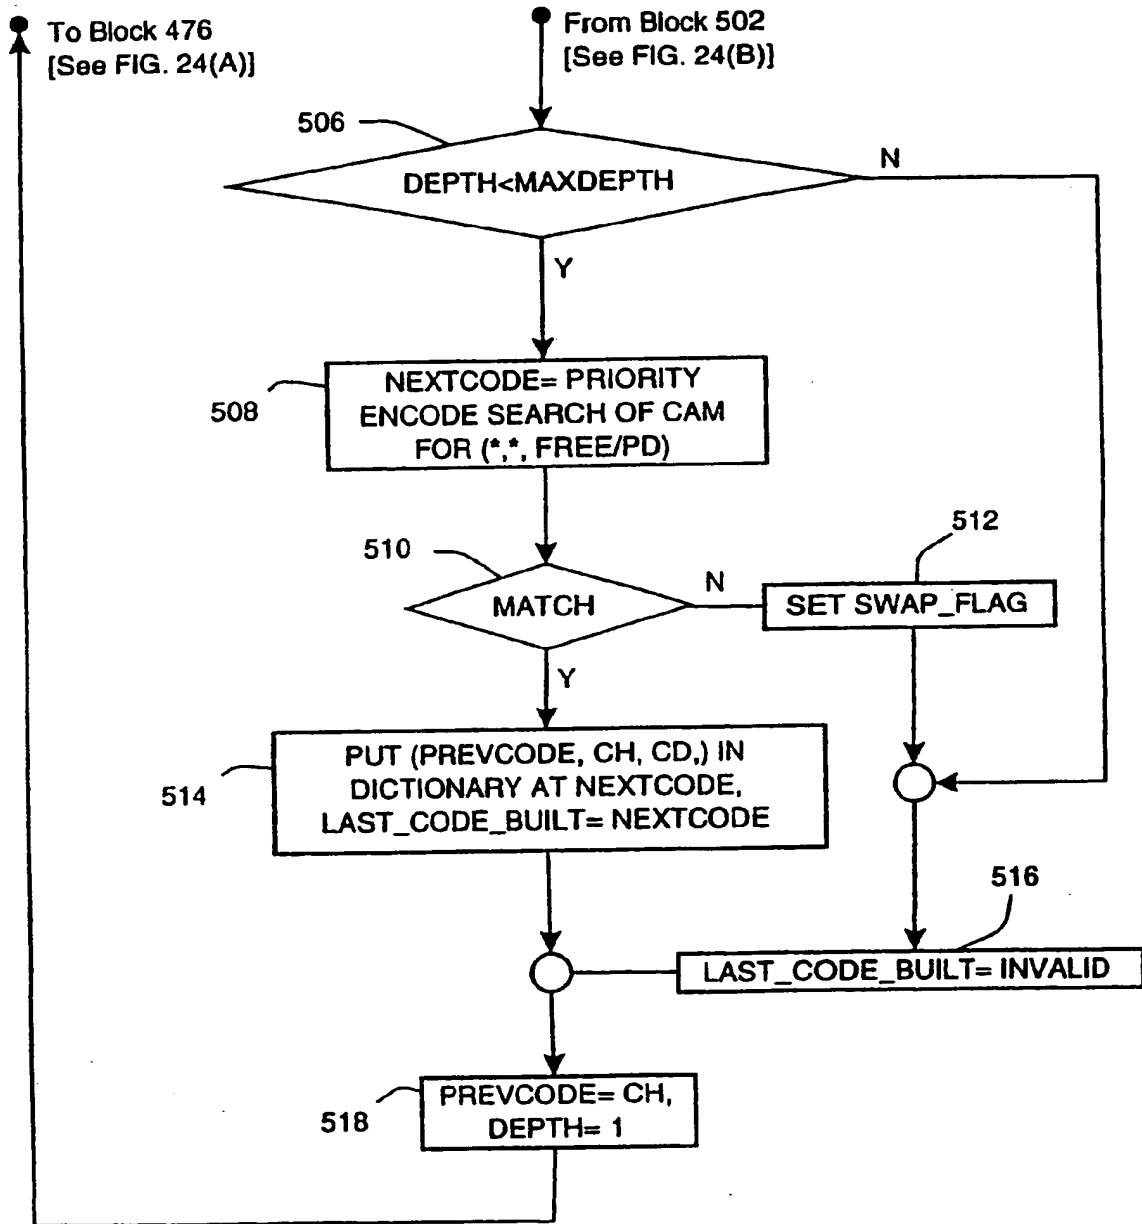 To Block 476
[See FIG. 24(A)]
From Block 502
[See FIG. 24(B)]
506
DEPTH<MAXDEPTH
N
Y
508
NEXTCODE= PRIORITY
ENCODE SEARCH OF CAM
FOR (*,*, FREE/PD)
510
MATCH
N
512
SET SWAP_FLAG
Y
514
PUT (PREVCODE, CH, CD,) IN
DICTIONARY AT NEXTCODE,
LAST_CODE_BUILT= NEXTCODE
516
LAST_CODE_BUILT= INVALID
518
PREVCODE= CH,
DEPTH= 1